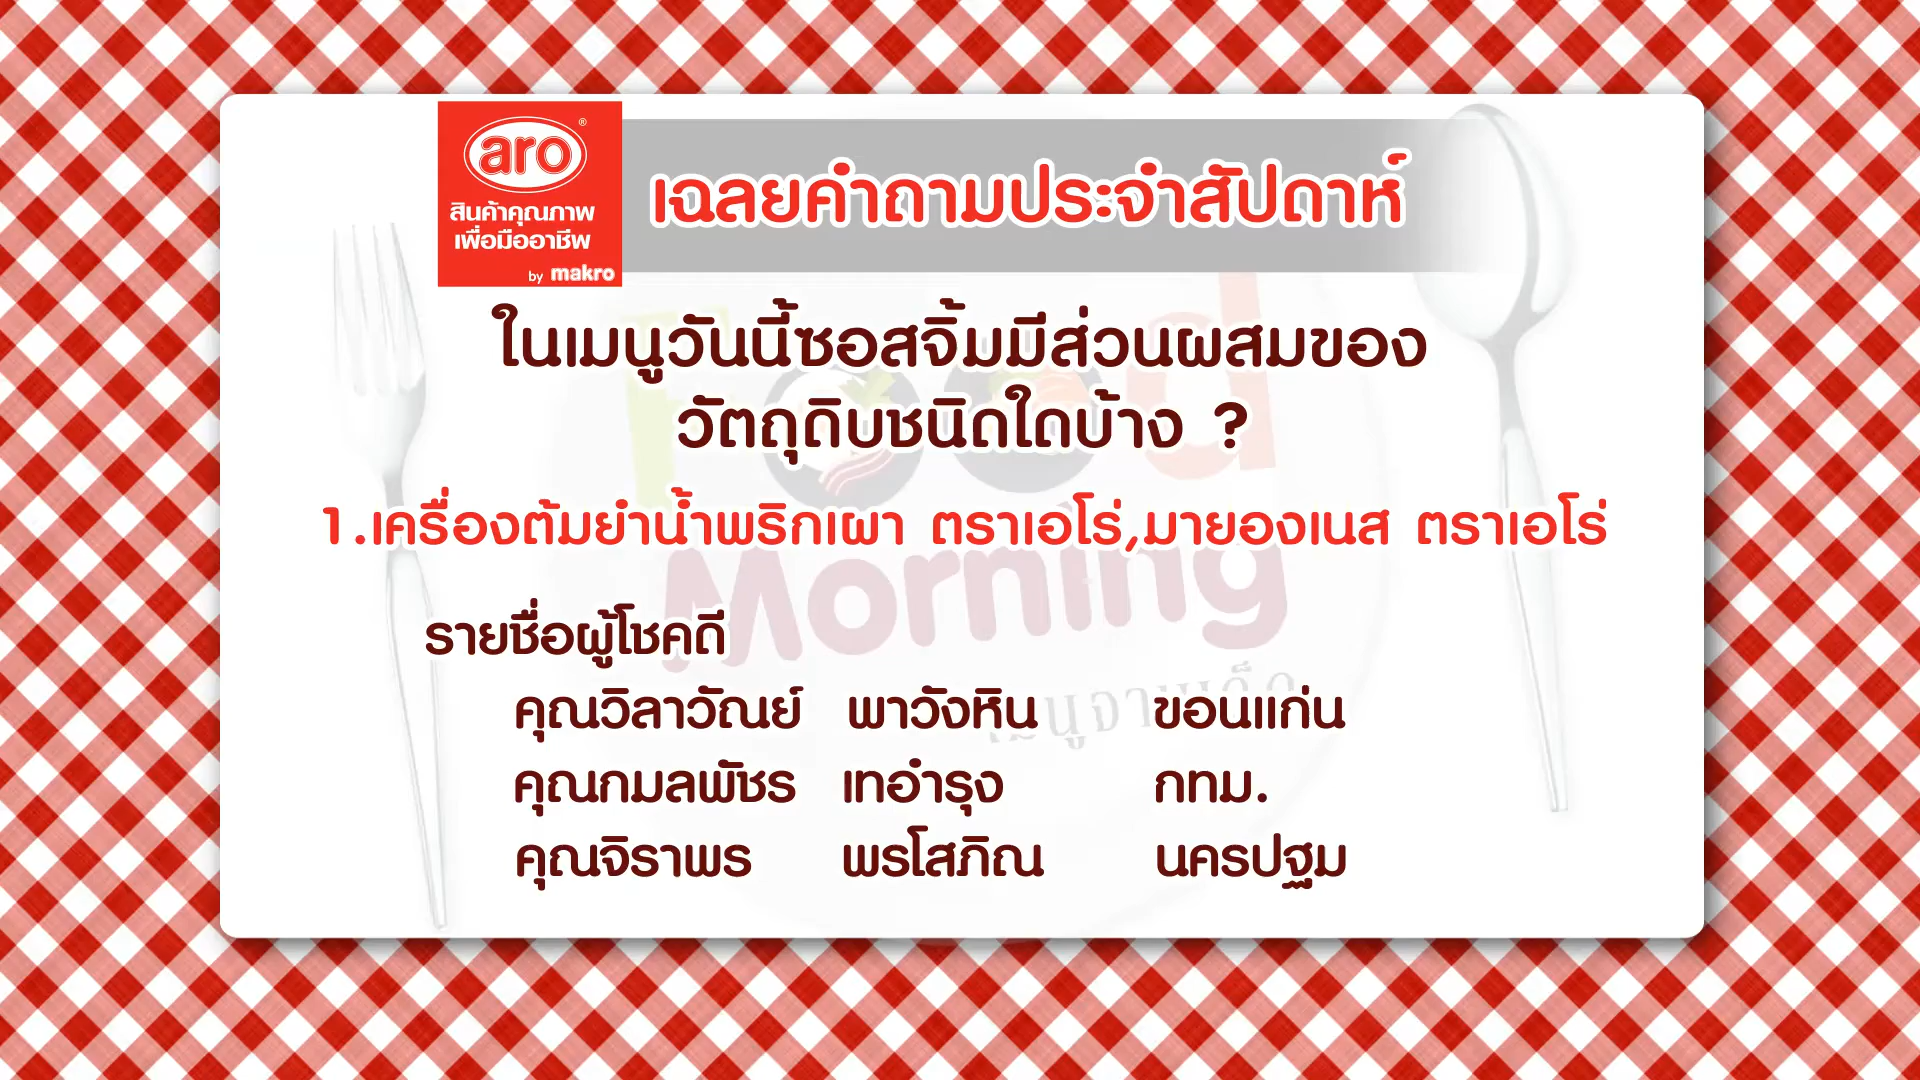 aro®
สินค้าคุณภาพ
เพื่อมืออาชีพ
by makro
เฉลยคำถามประจำสัปดาห์
ในเมนูวันนี้ซอสจิ้มมีส่วนผสมของ
วัตถุดิบชนิดใดบ้าง ?
1.เครื่องต้มยำน้ำพริกเผา ตราเอโร่,มายองเนส ตราเอโร่
Food
Morning
รายชื่อผู้โชคดี
คุณวิลาวัณย์ พาวังหิน ขอนแก่น
คุณกมลพัชร เทอำรุง กทม.
คุณจิราพร พรโสภิณ นครปฐม